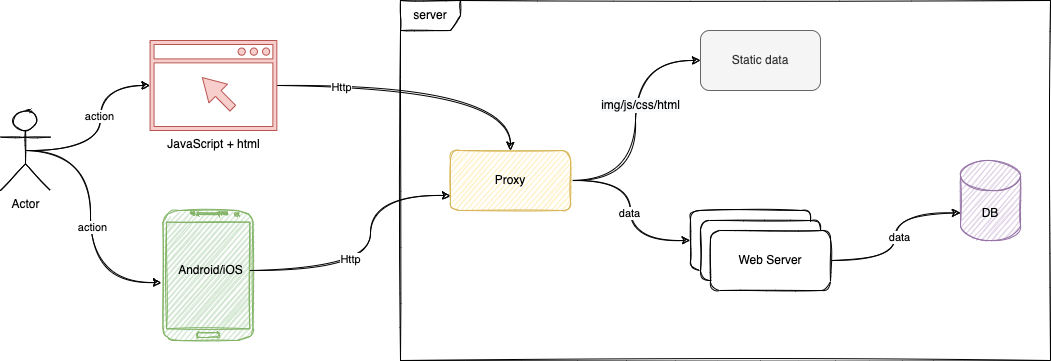 server
Static data
Http
action
img/js/css/html
JavaScript + html
Proxy
Actor
DB
data
action
data
Http
Web Server
Android/iOS